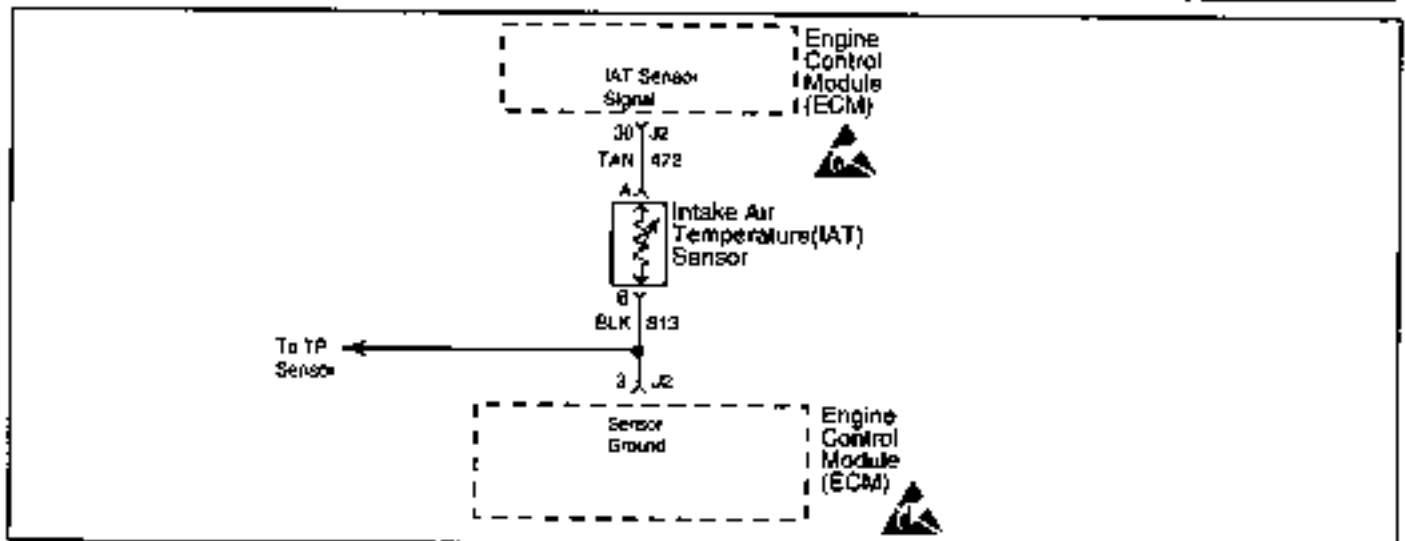 IAT Sensor
Signal
Engine
Control
Module
(ECM)
30 J2
TAN 472
A
Intake Air
Temperature(IAT)
Sensor
B
BLK 813
To TP
Sensor
3 J2
Sensor
Ground
Engine
Control
Module
(ECM)